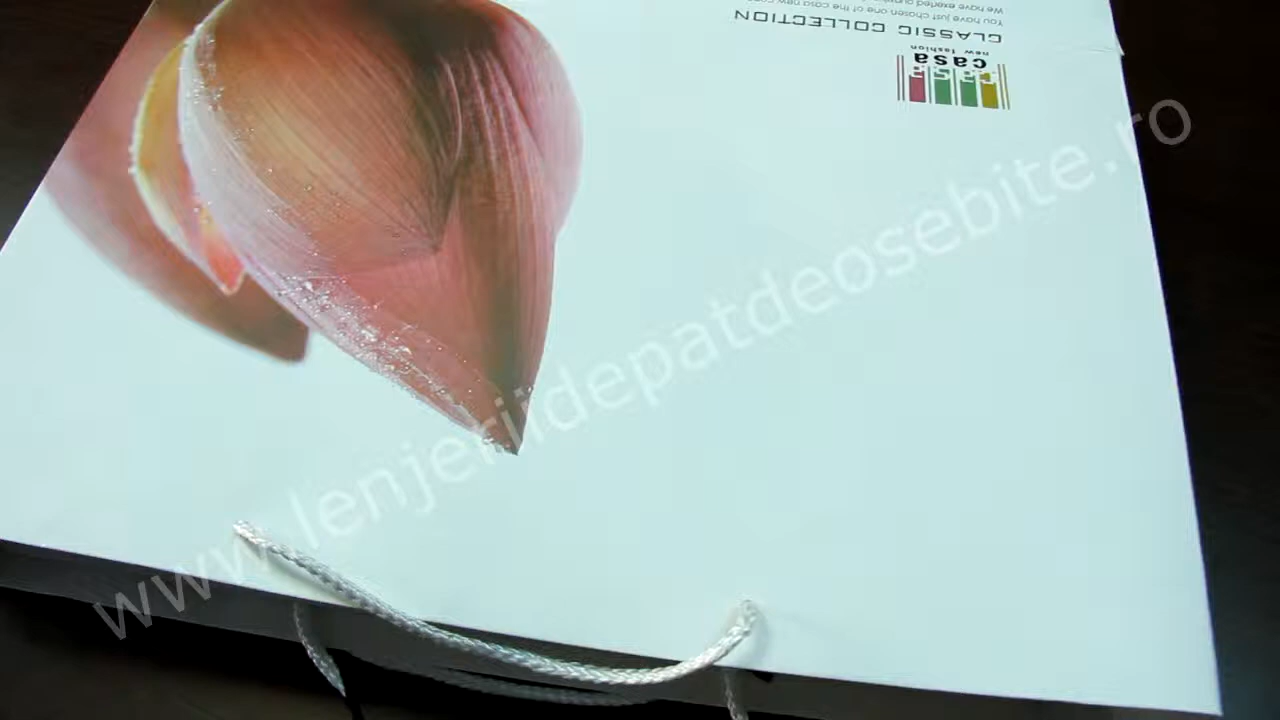 casa
new fashion
CLASSIC COLLECTION
You have just chosen one of the casa new
We have exerted
www.lenjeriidepatdeosebite.ro